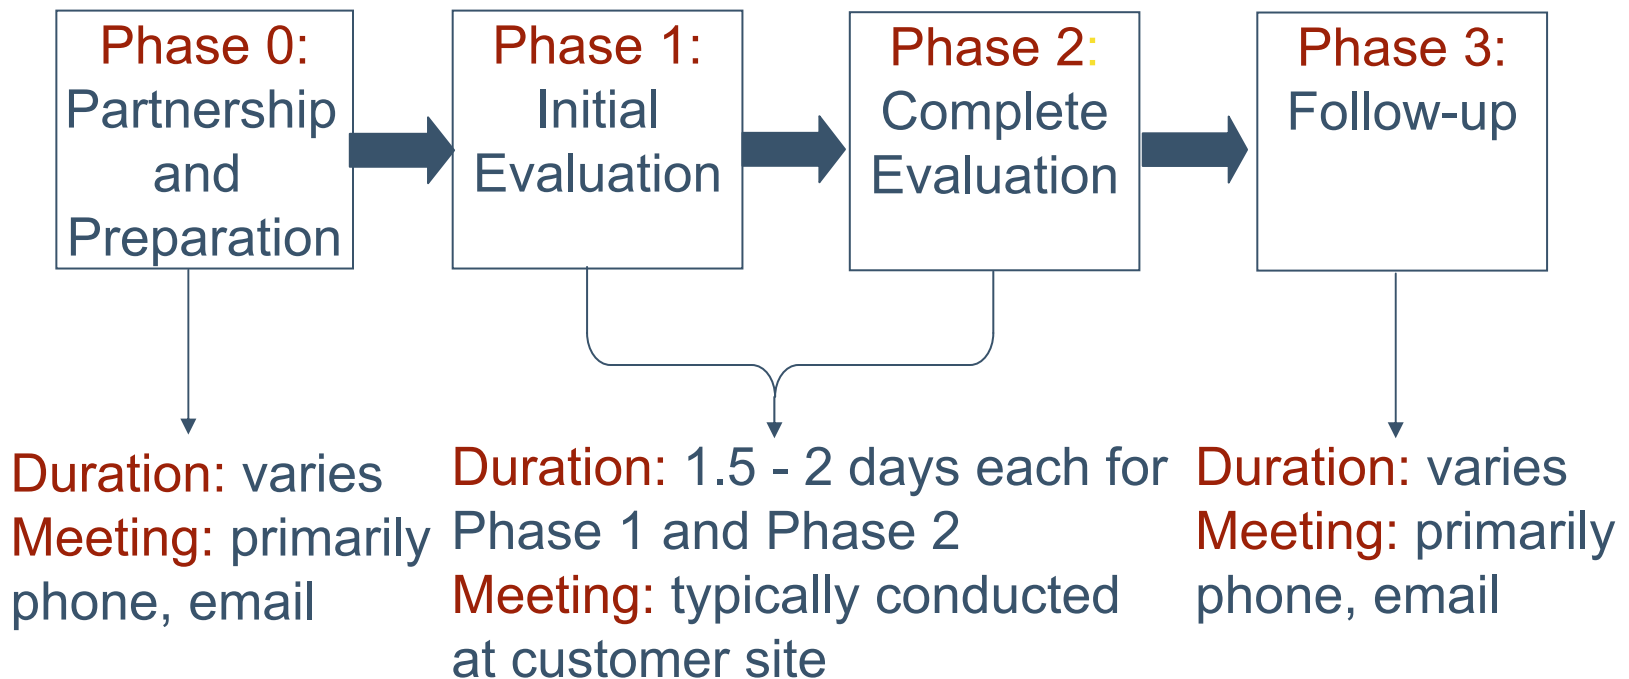 Phase 0:
Partnership
and
Preparation
Phase 1:
Initial
Evaluation
Phase 2:
Complete
Evaluation
Phase 3:
Follow-up
Duration: varies
Meeting: primarily
phone, email
Duration: 1.5 - 2 days each for
Phase 1 and Phase 2
Meeting: typically conducted
at customer site
Duration: varies
Meeting: primarily
phone, email